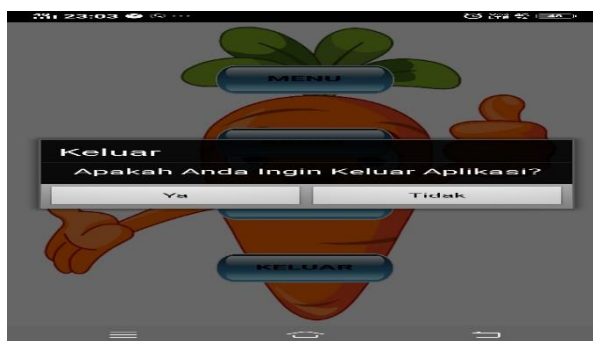 23:03
MENU
Keluar
Apakah Anda Ingin Keluar Aplikasi?
Ya Tidak
KELUAR